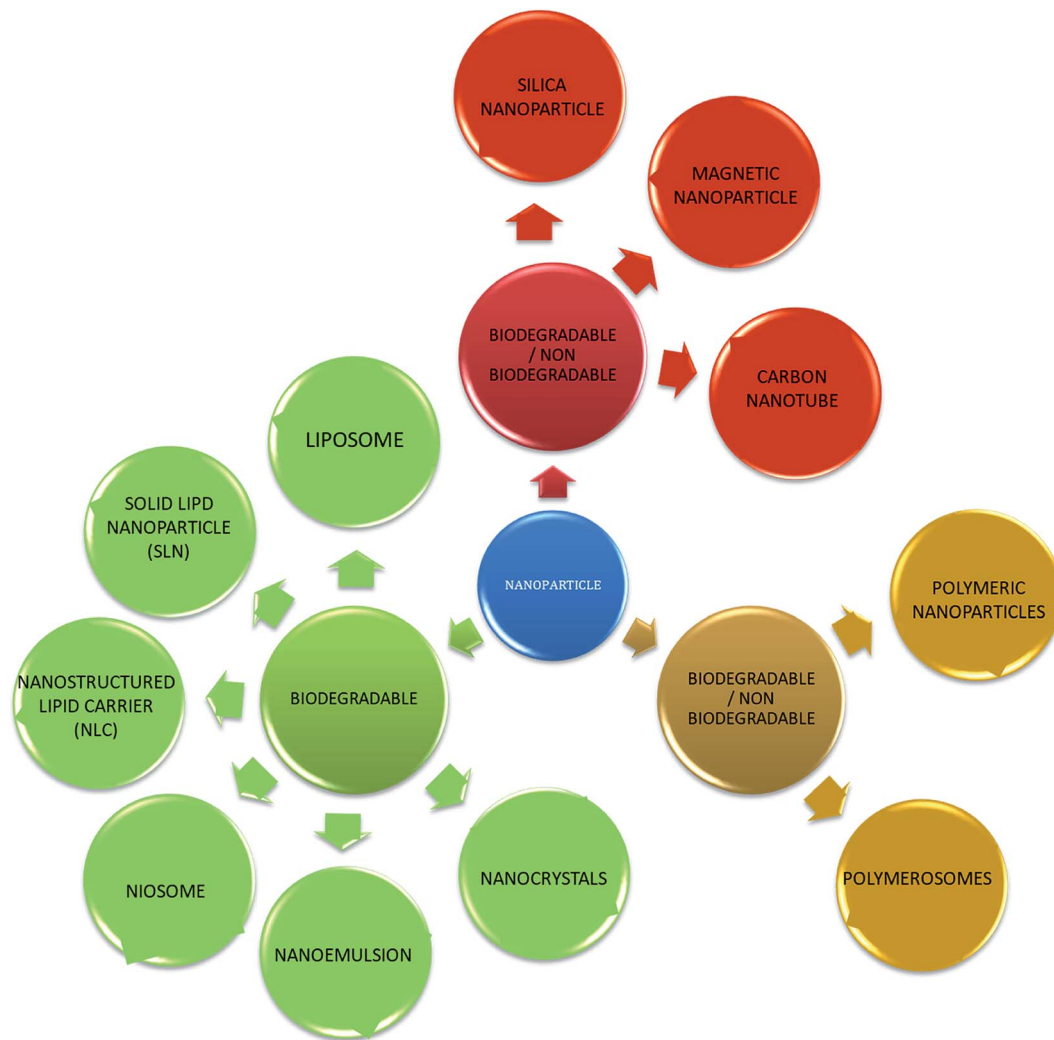 SILICA
NANOPARTICLE
MAGNETIC
NANOPARTICLE
BIODEGRADABLE
/ NON
BIODEGRADABLE
CARBON
NANOTUBE
LIPOSOME
SOLID LIPD
NANOPARTICLE
(SLN)
NANOPARTICLE
POLYMERIC
NANOPARTICLES
NANOSTRUCTURED
LIPID CARRIER
(NLC)
BIODEGRADABLE
BIODEGRADABLE
/ NON
BIODEGRADABLE
NIOSOME
NANOEMULSION
NANOCRYSTALS
POLYMEROSOMES